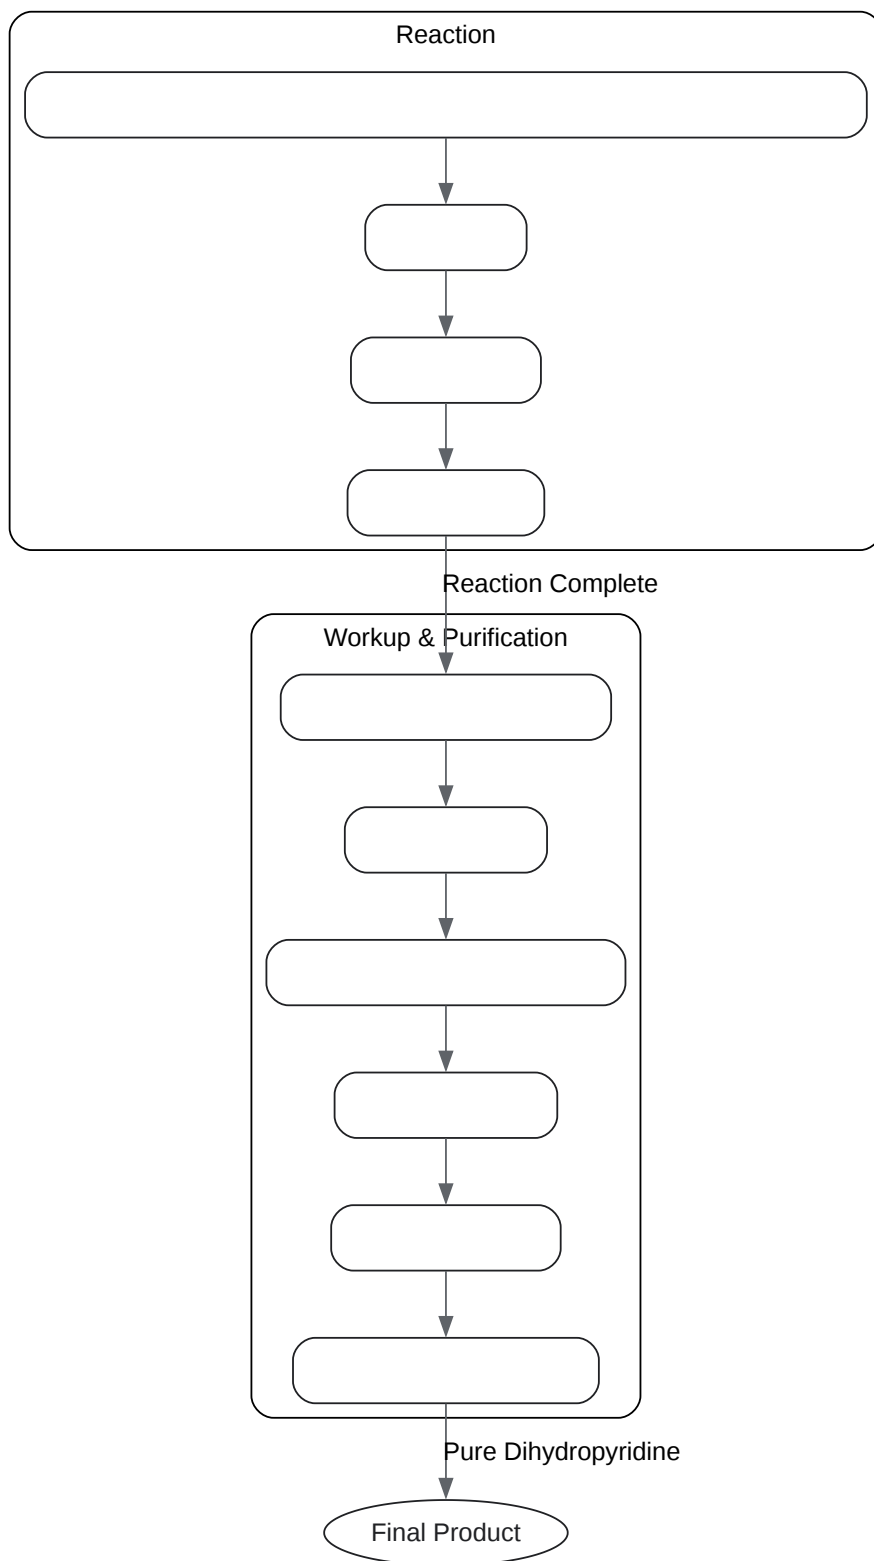 Reaction
Reaction Complete
Workup & Purification
Pure Dihydropyridine
Final Product